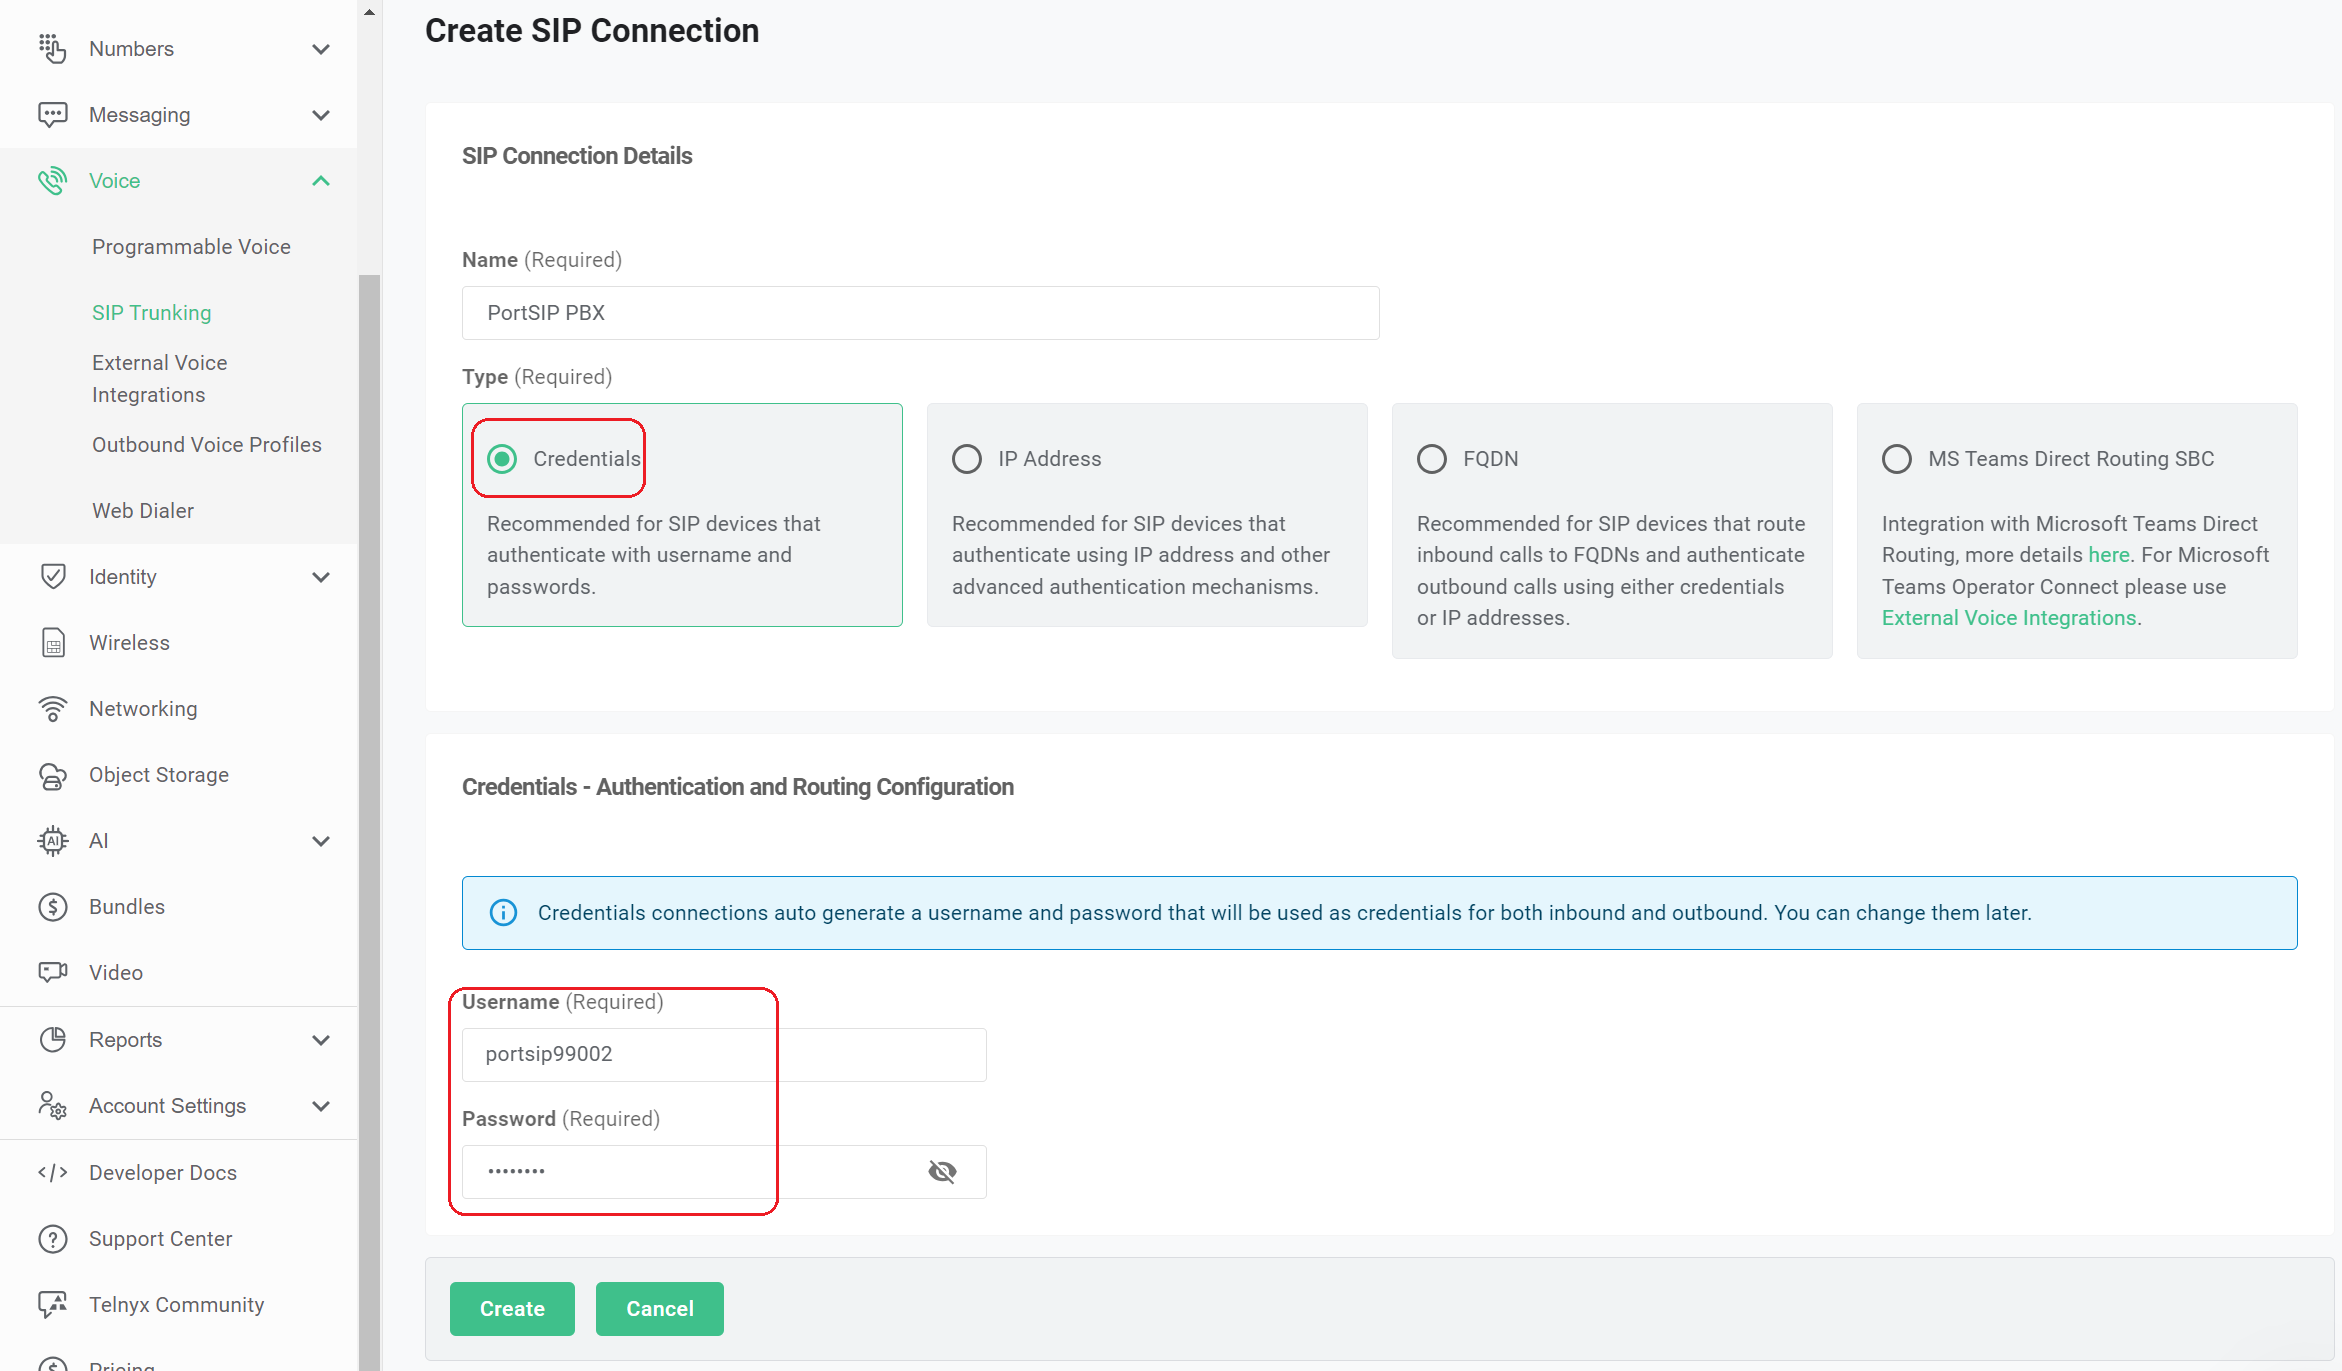 Numbers
Messaging
Voice
Programmable Voice
SIP Trunking
External Voice
Integrations
Outbound Voice Profiles
Web Dialer
Identity
Wireless
Networking
Object Storage
AI
AI
Bundles
Video
Reports
Account Settings
Developer Docs
Support Center
Telnyx Community
Pricing
Create SIP Connection
SIP Connection Details
Name (Required)
PortSIP PBX
Type (Required)
Credentials
Recommended for SIP devices that
authenticate with username and
passwords.
IP Address
Recommended for SIP devices that
authenticate using IP address and other
advanced authentication mechanisms.
FQDN
Recommended for SIP devices that route
inbound calls to FQDNs and authenticate
outbound calls using either credentials
or IP addresses.
MS Teams Direct Routing SBC
Integration with Microsoft Teams Direct
Routing, more details here. For Microsoft
Teams Operator Connect please use
External Voice Integrations.
Credentials - Authentication and Routing Configuration
Credentials connections auto generate a username and password that will be used as credentials for both inbound and outbound. You can change them later.
Username (Required)
portsip99002
Password (Required)
••••••••
Create
Cancel